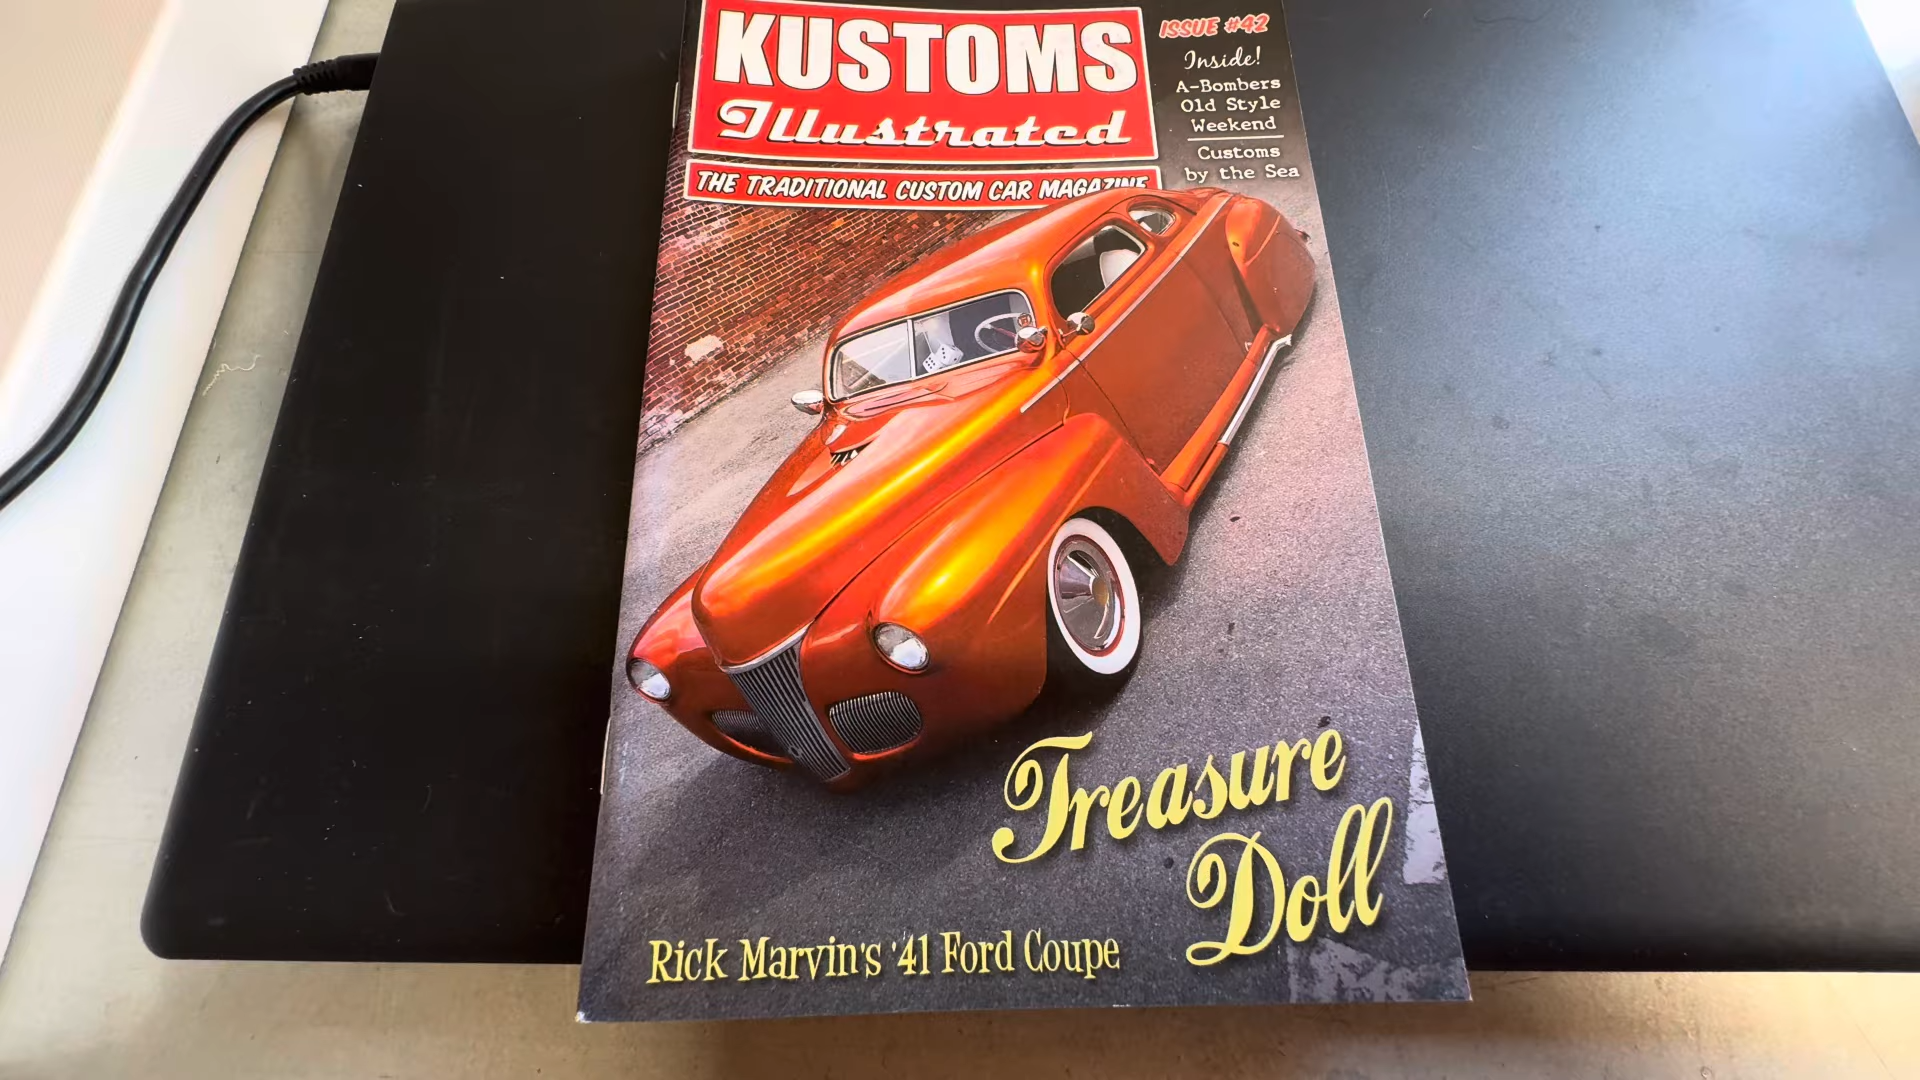 KUSTOMS
Illustrated
THE TRADITIONAL CUSTOM CAR MAGAZINE
ISSUE #42
Inside!
A-Bombers
Old Style
Weekend
Customs
by the Sea
Treasure
Doll
Rick Marvin's '41 Ford Coupe